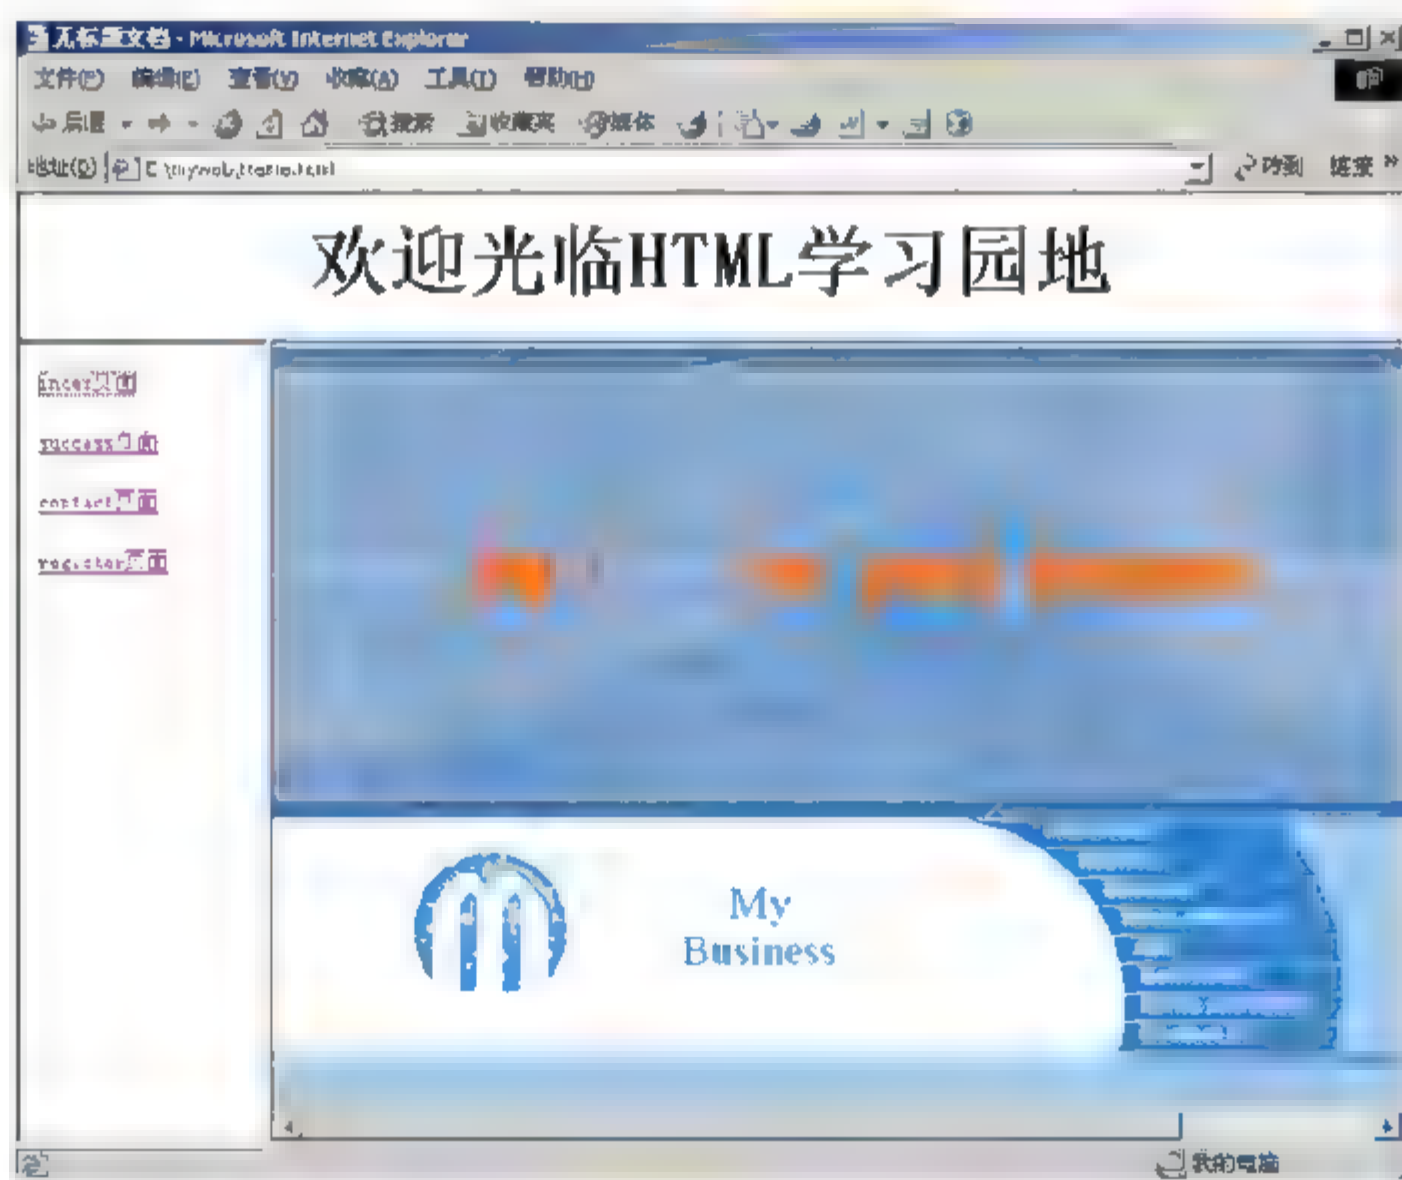 无标题文档 - Microsoft Internet Explorer
文件(F) 编辑(E) 查看(V) 收藏(A) 工具(T) 帮助(H)
后退 搜索 收藏夹 媒体
地址(D) 转到 链接 »
欢迎光临HTML学习园地
页面
success页面
contact页面
register页面
My
Business
我的电脑